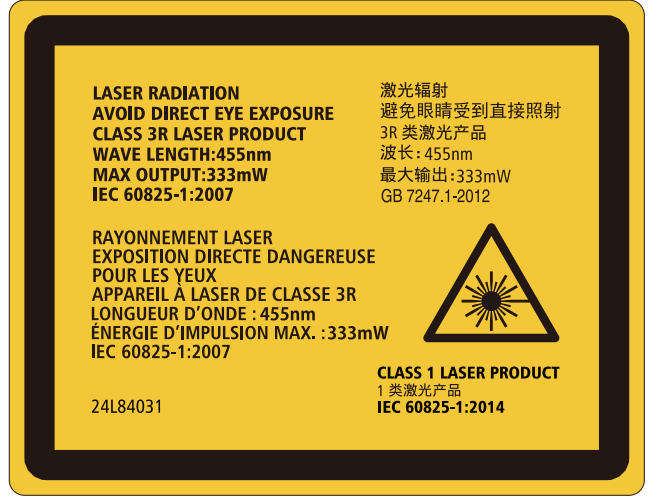 LASER RADIATION
AVOID DIRECT EYE EXPOSURE
CLASS 3R LASER PRODUCT
WAVE LENGTH:455nm
MAX OUTPUT:333mW
IEC 60825-1:2007
激光辐射
避免眼睛受到直接照射
3R 类激光产品
波长:455nm
最大输出:333mW
GB 7247.1-2012
RAYONNEMENT LASER
EXPOSITION DIRECTE DANGEREUSE
POUR LES YEUX
APPAREIL À LASER DE CLASSE 3R
LONGUEUR D'ONDE : 455nm
ÉNERGIE D'IMPULSION MAX. :333mW
IEC 60825-1:2007
24L84031
CLASS 1 LASER PRODUCT
1 类激光产品
IEC 60825-1:2014